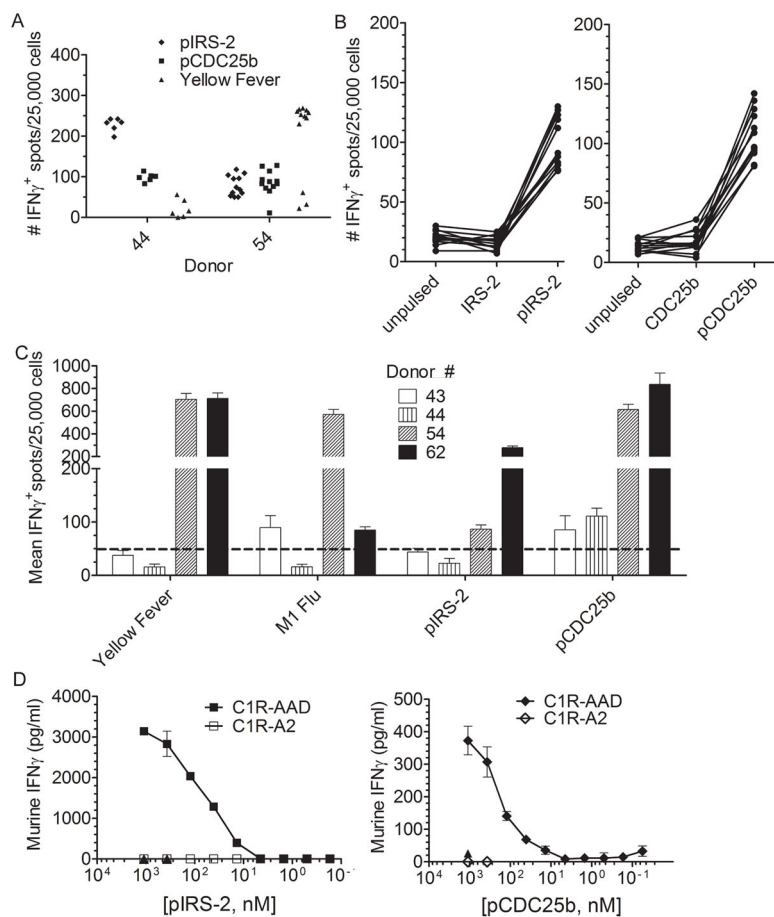 A
pIRS-2
pCDC25b
Yellow Fever
# IFNγ⁺ spots/25,000 cells
400
300
200
100
0
44
54
Donor
B
# IFNγ⁺ spots/25,000 cells
200
150
100
50
0
unpulsed
IRS-2
pIRS-2
200
150
100
50
0
unpulsed
CDC25b
pCDC25b
C
Mean IFNγ⁺spots/25,000 cells
1000
800
600
400
200
100
50
0
Donor #
43
44
54
62
Yellow Fever
M1 Flu
pIRS-2
pCDC25b
D
Murine IFNγ (pg/ml)
4000
3000
2000
1000
0
C1R-AAD
C1R-A2
10⁴ 10³ 10² 10¹ 10⁰ 10⁻
[pIRS-2, nM]
Murine IFNγ (pg/ml)
500
400
300
200
100
0
C1R-AAD
C1R-A2
10⁴ 10³ 10² 10¹ 10⁰ 10⁻¹
[pCDC25b, nM]